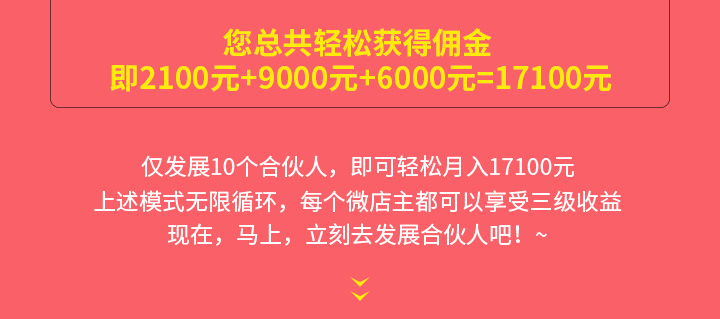 您总共轻松获得佣金
即2100元+9000元+6000元=17100元
仅发展10个合伙人，即可轻松月入17100元
上述模式无限循环，每个微店主都可以享受三级收益
现在，马上，立刻去发展合伙人吧！~